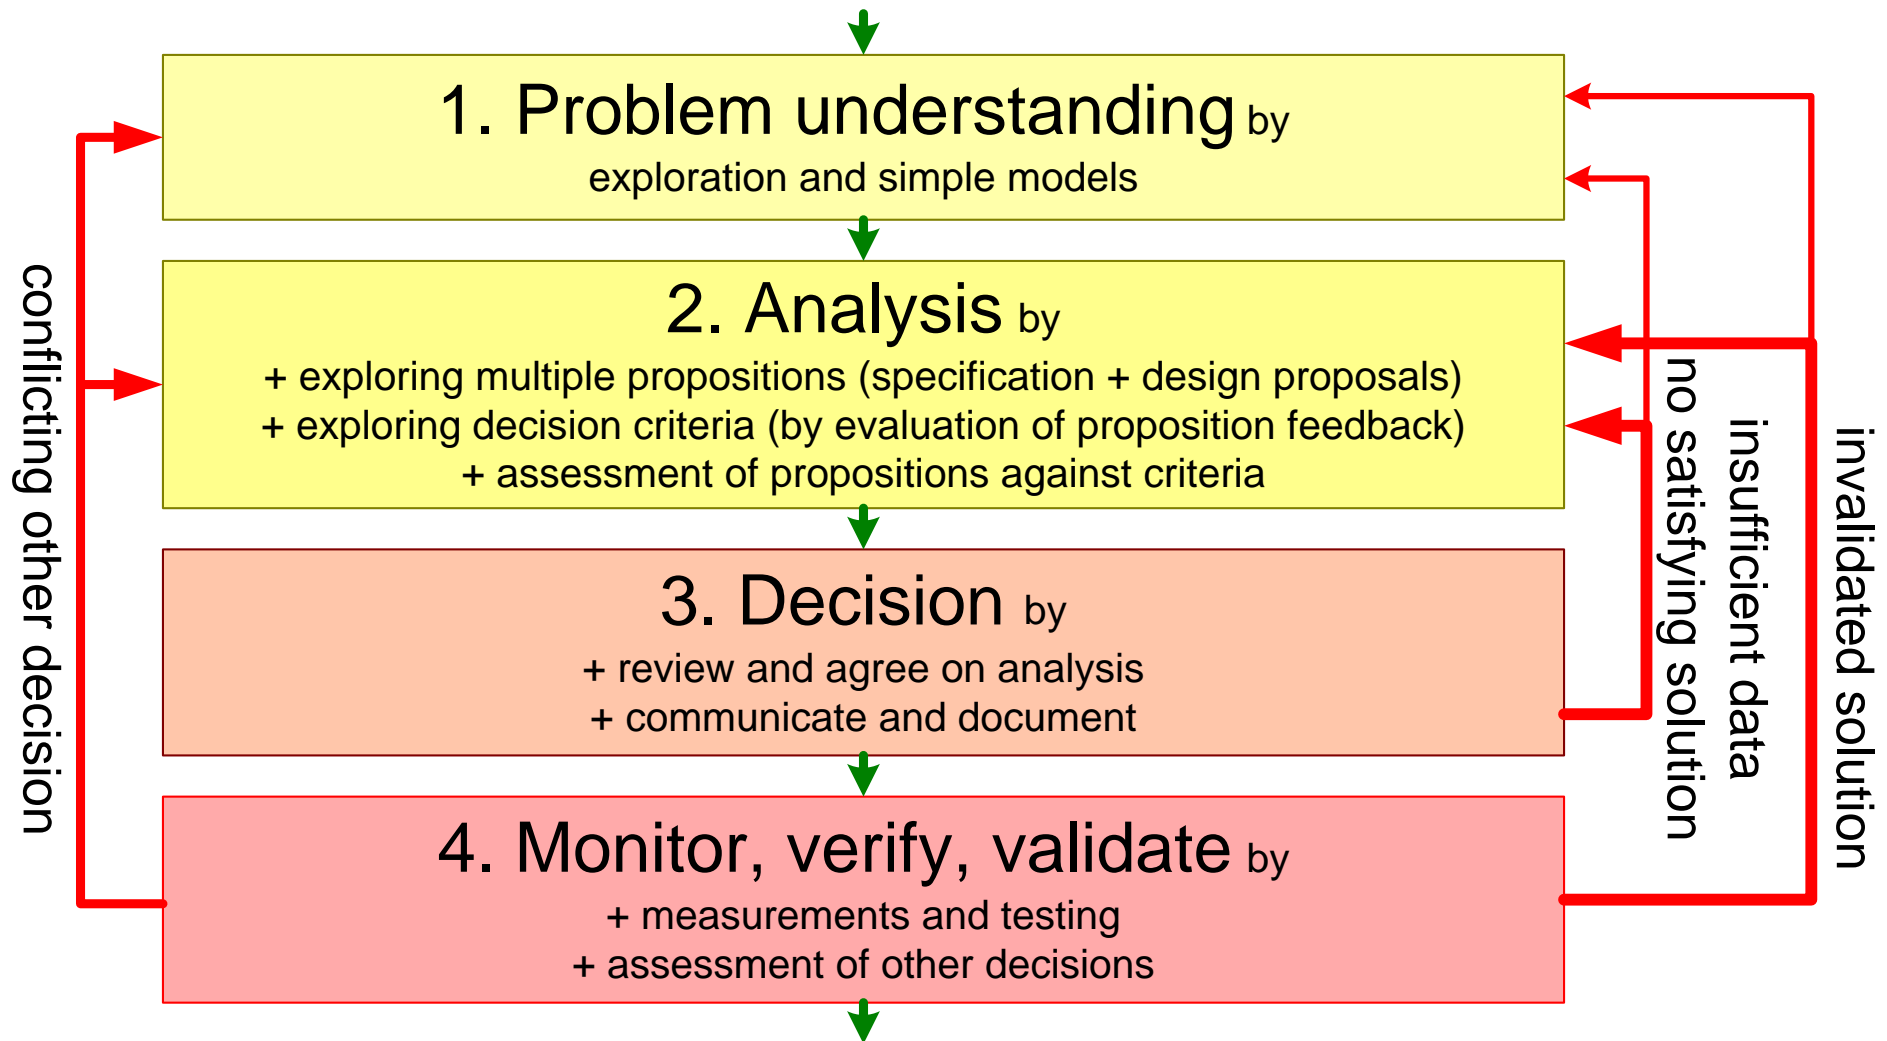 1. Problem understanding by
exploration and simple models
2. Analysis by
+ exploring multiple propositions (specification + design proposals)
+ exploring decision criteria (by evaluation of proposition feedback)
+ assessment of propositions against criteria
3. Decision by
+ review and agree on analysis
+ communicate and document
4. Monitor, verify, validate by
+ measurements and testing
+ assessment of other decisions
conflicting other decision
insufficient data
no satisfying solution
invalidated solution